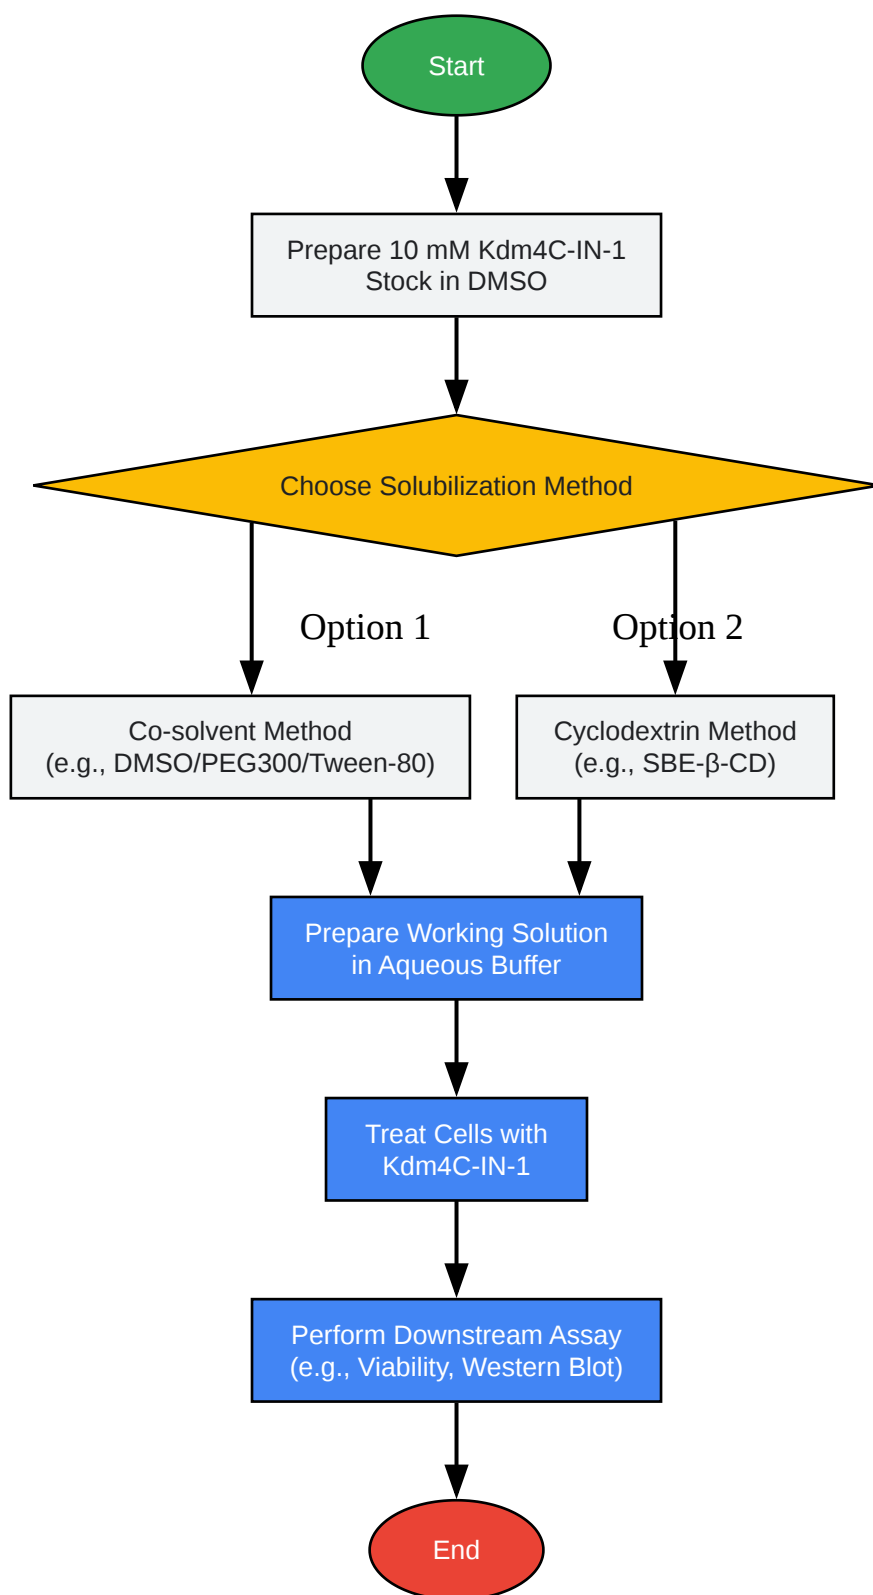 Start
Prepare 10 mM Kdm4C-IN-1
Stock in DMSO
Choose Solubilization Method
Option 1
Option 2
Co-solvent Method
(e.g., DMSO/PEG300/Tween-80)
Cyclodextrin Method
(e.g., SBE-β-CD)
Prepare Working Solution
in Aqueous Buffer
Treat Cells with
Kdm4C-IN-1
Perform Downstream Assay
(e.g., Viability, Western Blot)
End